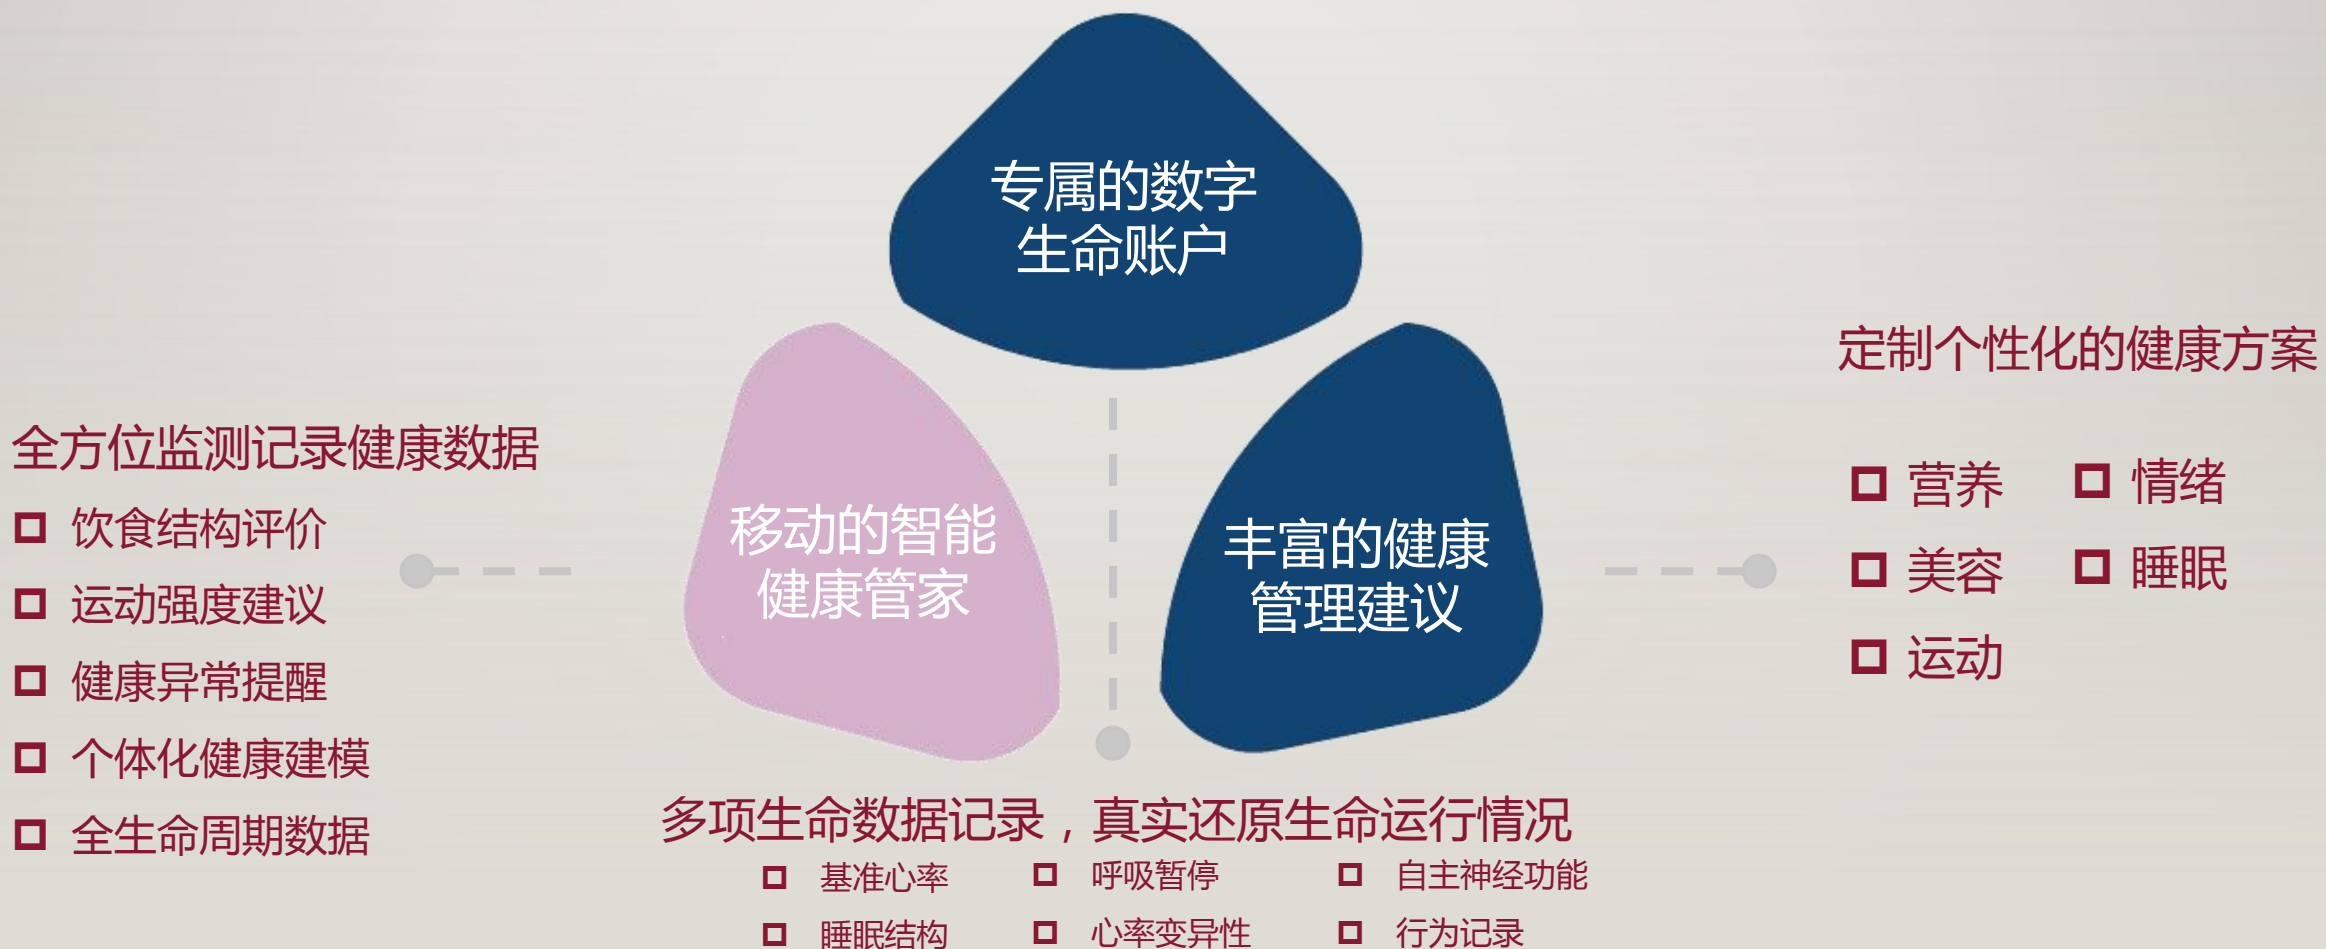 专属的数字
生命账户
移动的智能
健康管家
丰富的健康
管理建议
全方位监测记录健康数据
饮食结构评价
运动强度建议
健康异常提醒
个体化健康建模
全生命周期数据
定制个性化的健康方案
营养
情绪
美容
睡眠
运动
多项生命数据记录，真实还原生命运行情况
基准心率
呼吸暂停
自主神经功能
睡眠结构
心率变异性
行为记录